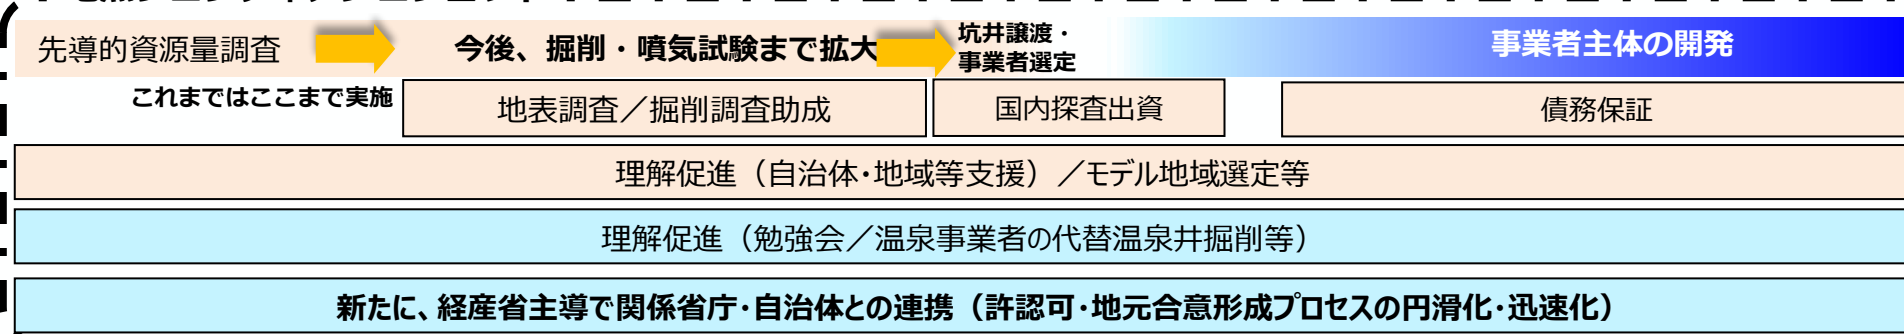 先導的資源量調査
今後、掘削・噴気試験まで拡大
坑井譲渡・
事業者選定
事業者主体の開発
これまではここまで実施
地表調査／掘削調査助成
国内探査出資
債務保証
理解促進（自治体・地域等支援）／モデル地域選定等
理解促進（勉強会／温泉事業者の代替温泉井掘削等）
新たに、経産省主導で関係省庁・自治体との連携（許認可・地元合意形成プロセスの円滑化・迅速化）